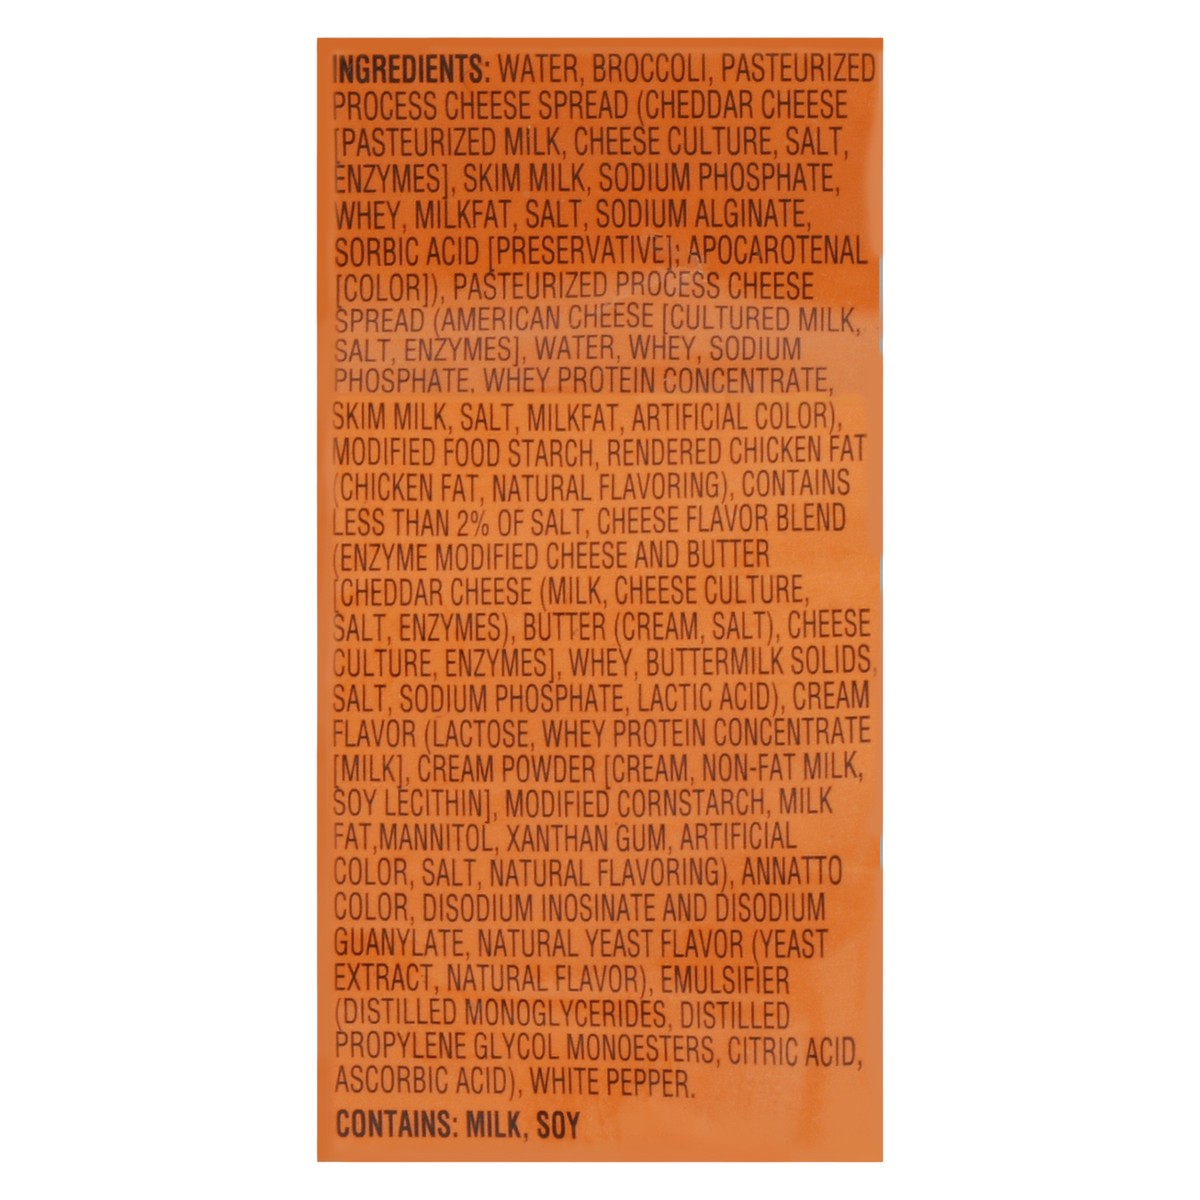 INGREDIENTS: WATER, BROCCOLI, PASTEURIZED
PROCESS CHEESE SPREAD (CHEDDAR CHEESE
[PASTEURIZED MILK, CHEESE CULTURE, SALT,
ENZYMES], SKIM MILK, SODIUM PHOSPHATE,
WHEY, MILKFAT, SALT, SODIUM ALGINATE,
SORBIC ACID [PRESERVATIVE]; APOCAROTENAL
[COLOR]), PASTEURIZED PROCESS CHEESE
SPREAD (AMERICAN CHEESE [CULTURED MILK,
SALT, ENZYMES], WATER, WHEY, SODIUM
PHOSPHATE, WHEY PROTEIN CONCENTRATE,
SKIM MILK, SALT, MILKFAT, ARTIFICIAL COLOR),
MODIFIED FOOD STARCH, RENDERED CHICKEN FAT
(CHICKEN FAT, NATURAL FLAVORING), CONTAINS
LESS THAN 2% OF SALT, CHEESE FLAVOR BLEND
(ENZYME MODIFIED CHEESE AND BUTTER
[CHEDDAR CHEESE (MILK, CHEESE CULTURE,
SALT, ENZYMES), BUTTER (CREAM, SALT), CHEESE
CULTURE, ENZYMES], WHEY, BUTTERMILK SOLIDS,
SALT, SODIUM PHOSPHATE, LACTIC ACID), CREAM
FLAVOR (LACTOSE, WHEY PROTEIN CONCENTRATE
[MILK], CREAM POWDER [CREAM, NON-FAT MILK,
SOY LECITHIN], MODIFIED CORNSTARCH, MILK
FAT,MANNITOL, XANTHAN GUM, ARTIFICIAL
COLOR, SALT, NATURAL FLAVORING), ANNATTO
COLOR, DISODIUM INOSINATE AND DISODIUM
GUANYLATE, NATURAL YEAST FLAVOR (YEAST
EXTRACT, NATURAL FLAVOR), EMULSIFIER
(DISTILLED MONOGLYCERIDES, DISTILLED
PROPYLENE GLYCOL MONOESTERS, CITRIC ACID,
ASCORBIC ACID), WHITE PEPPER.
CONTAINS: MILK, SOY